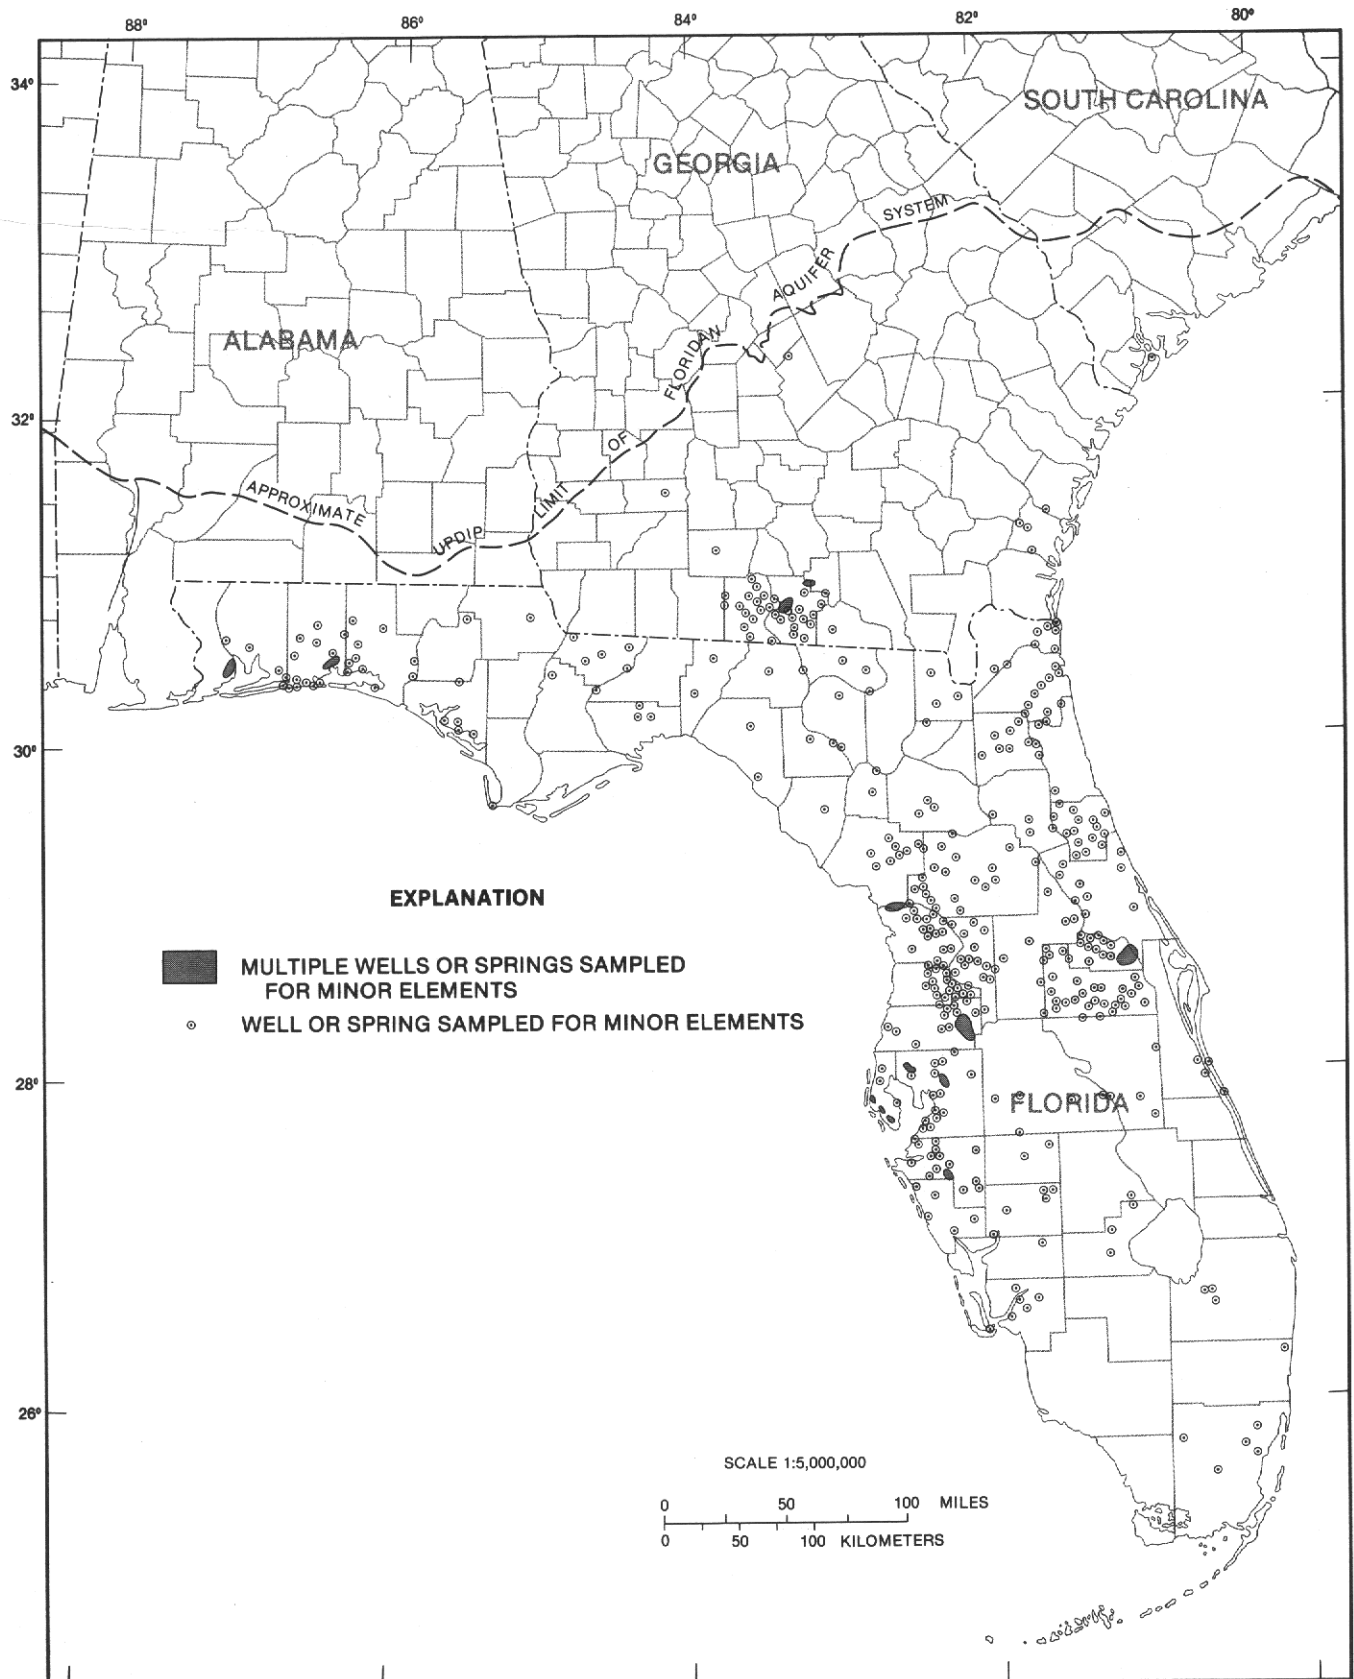 88° 86° 84° 82° 80°
34°
SOUTH CAROLINA
GEORGIA
SYSTEM
AQUIFER
ALABAMA
FLORIDAN
32°
OF
LIMIT
APPROXIMATE
UPDIP
30°
EXPLANATION
MULTIPLE WELLS OR SPRINGS SAMPLED
FOR MINOR ELEMENTS
WELL OR SPRING SAMPLED FOR MINOR ELEMENTS
28°
FLORIDA
26°
SCALE 1:5,000,000
0 50 100 MILES
0 50 100 KILOMETERS